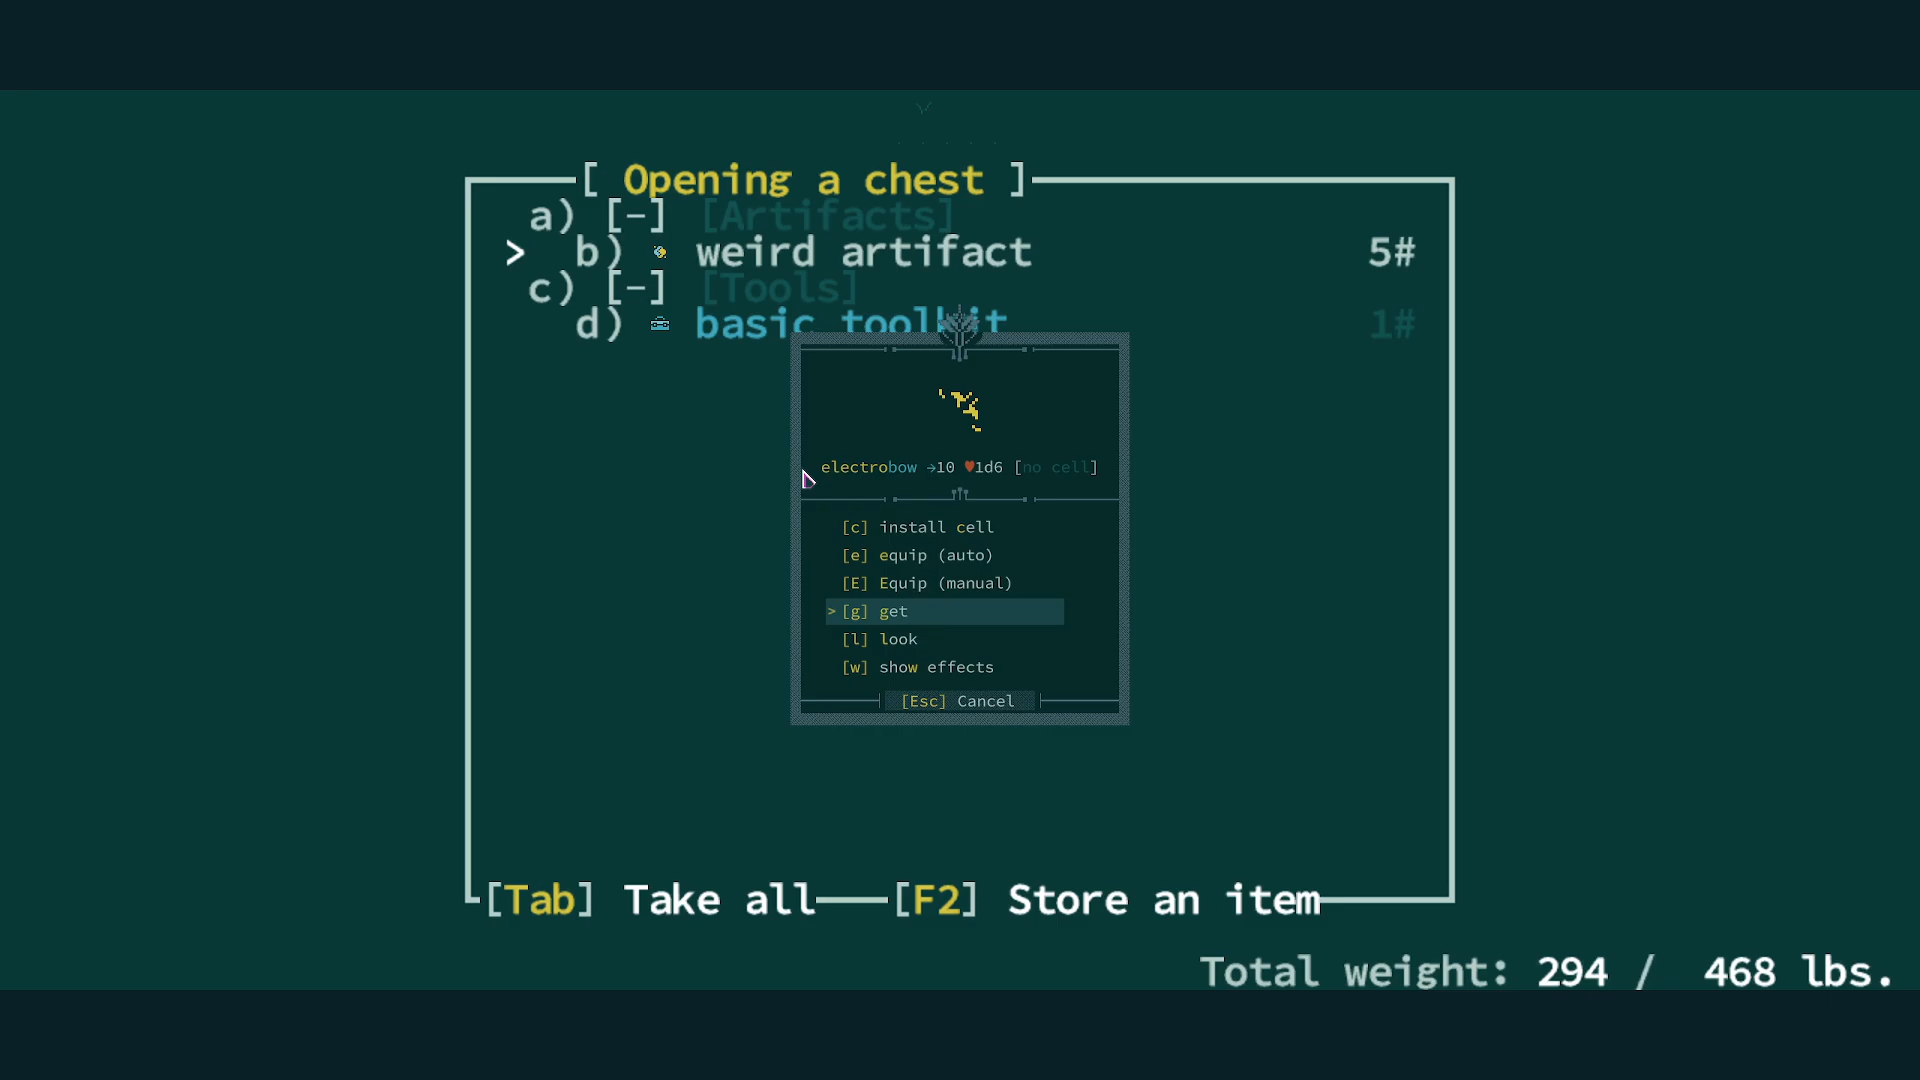 [ Opening a chest ]
a) [-] [Artifacts]
> b) weird artifact 5#
c) [-] [Tools]
d) basic toolkit 1#
electrobow →10 ♥1d6 [no cell]
[c] install cell
[e] equip (auto)
[E] Equip (manual)
> [g] get
[l] look
[w] show effects
[Esc] Cancel
[Tab] Take all [F2] Store an item
Total weight: 294 / 468 lbs.